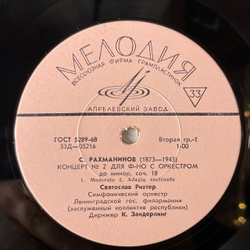 МЕЛОДИЯ
ВСЕСОЮЗНАЯ ФИРМА ГРАМПЛАСТИНОК
33
АПРЕЛЕВСКИЙ ЗАВОД
ГОСТ 5289-68
33Д—05216
Вторая гр.-I
1-00
С. РАХМАНИНОВ (1873—1943)
КОНЦЕРТ № 2 ДЛЯ Ф-НО С ОРКЕСТРОМ
до минор, соч. 18
1. Moderato 2. Adagio sostenuto
Святослав Рихтер
Симфонический оркестр
Ленинградской гос. филармонии
(заслуженный коллектив республики)
Дирижер К. Зандерлинг